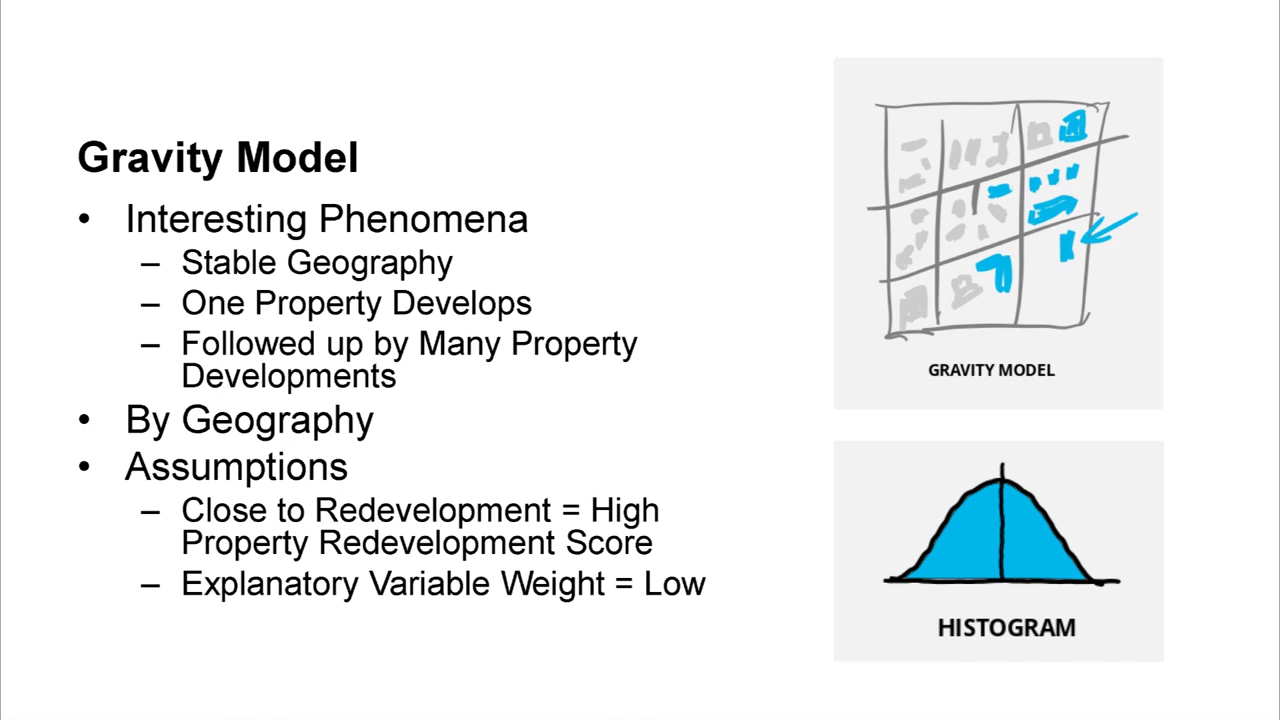 Gravity Model
• Interesting Phenomena
– Stable Geography
– One Property Develops
– Followed up by Many Property
Developments
• By Geography
• Assumptions
– Close to Redevelopment = High
Property Redevelopment Score
– Explanatory Variable Weight = Low
GRAVITY MODEL
HISTOGRAM